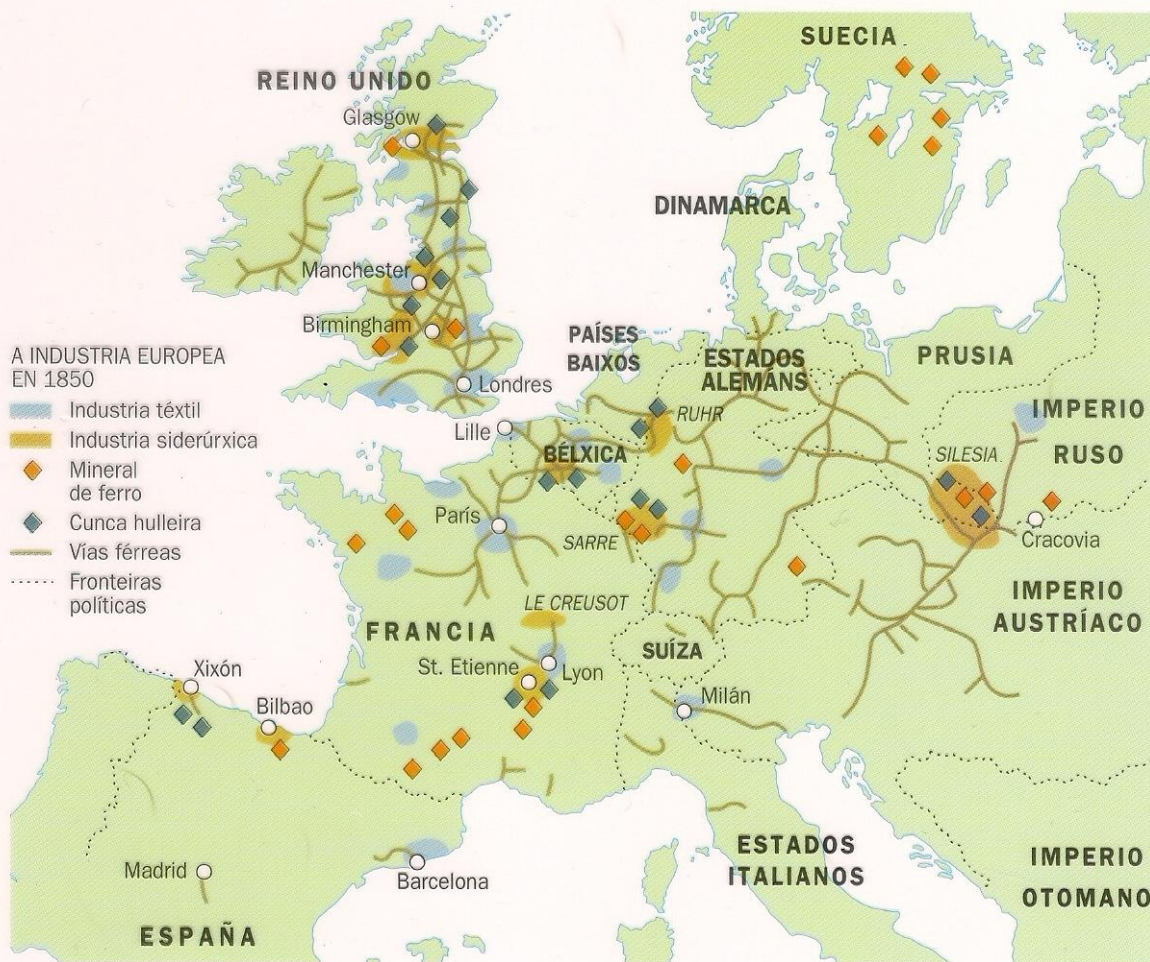 SUECIA
REINO UNIDO
Glasgow
DINAMARCA
Manchester
Birmingham
PAÍSES
BAIXOS
ESTADOS
ALEMÁNS
PRUSIA
A INDUSTRIA EUROPEA
EN 1850
Industria téxtil
Industria siderúrxica
Mineral
de ferro
Cunca hulleira
Vías férreas
Fronteiras
políticas
Londres
Lille
RUHR
IMPERIO
RUSO
BÉLXICA
SILESIA
París
SARRE
Cracovia
LE CREUSOT
IMPERIO
AUSTRÍACO
FRANCIA
SUÍZA
St. Etienne
Lyon
Xixón
Milán
Bilbao
ESTADOS
ITALIANOS
Madrid
Barcelona
IMPERIO
OTOMANO
ESPAÑA